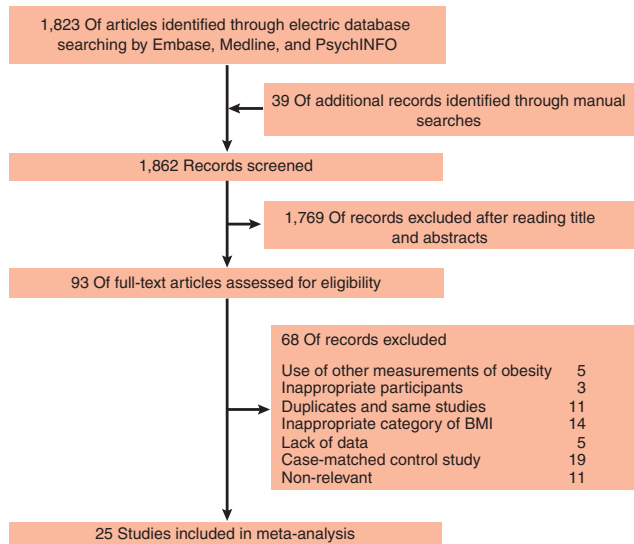 1,823 Of articles identified through electric database
searching by Embase, Medline, and PsychINFO
39 Of additional records identified through manual
searches
1,862 Records screened
1,769 Of records excluded after reading title
and abstracts
93 Of full-text articles assessed for eligibility
68 Of records excluded
Use of other measurements of obesity 5
Inappropriate participants 3
Duplicates and same studies 11
Inappropriate category of BMI 14
Lack of data 5
Case-matched control study 19
Non-relevant 11
25 Studies included in meta-analysis